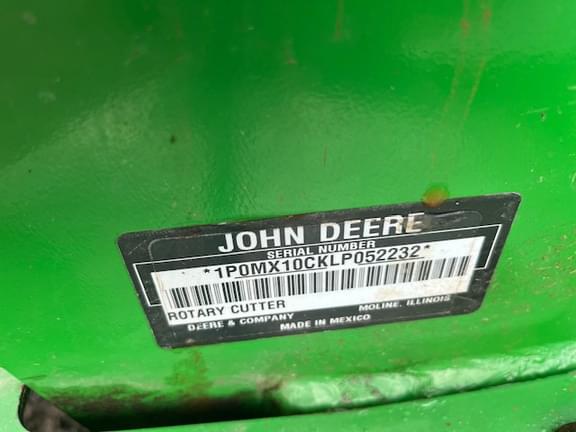 JOHN DEERE
SERIAL NUMBER
*1P0MX10CKLP052232*
ROTARY CUTTER MOLINE, ILLINOIS
DEERE & COMPANY
MADE IN MEXICO